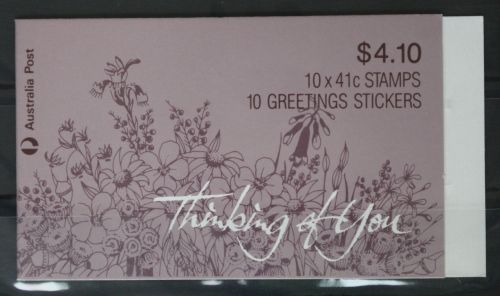 Australia Post
$4.10
10 x 41c STAMPS
10 GREETINGS STICKERS
Thinking of You